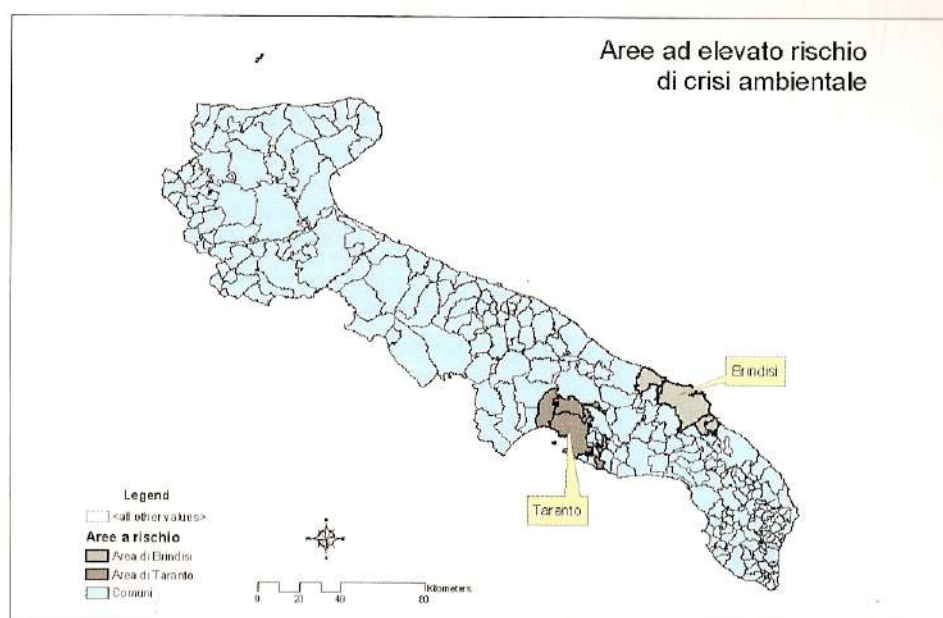 Aree ad elevato rischio
di crisi ambientale
Brindisi
Taranto
Legend
<all other values>
Aree a rischio
Area di Brindisi
Area di Taranto
Comuni
0 20 40 80
Kilometers